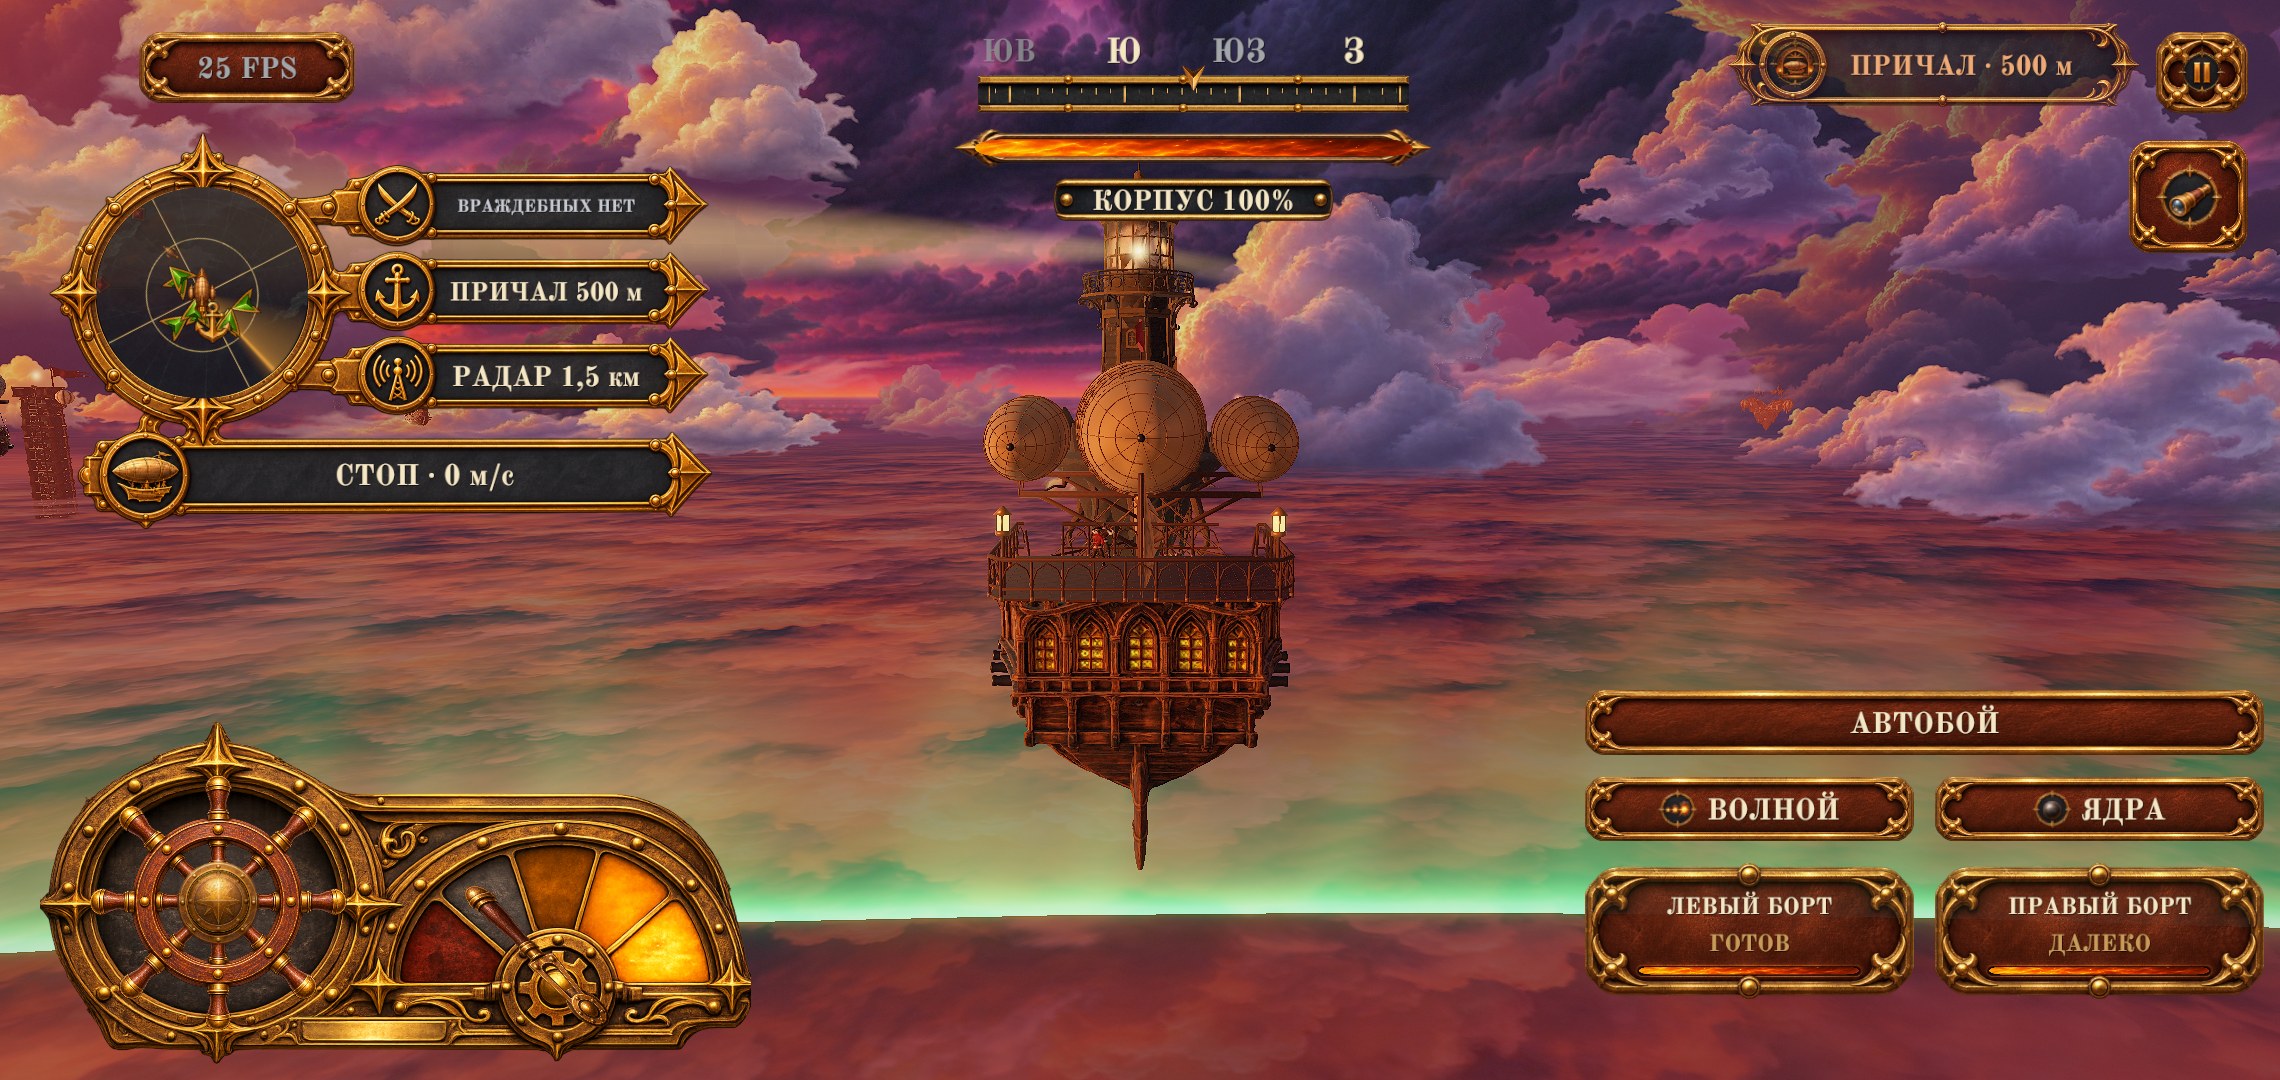 25 FPS
ЮВ Ю ЮЗ З
ПРИЧАЛ · 500 м
КОРПУС 100%
ВРАЖДЕБНЫХ НЕТ
ПРИЧАЛ 500 м
РАДАР 1,5 км
СТОП · 0 м/с
АВТОБОЙ
ВОЛНОЙ
ЯДРА
ЛЕВЫЙ БОРТ
ГОТОВ
ПРАВЫЙ БОРТ
ДАЛЕКО